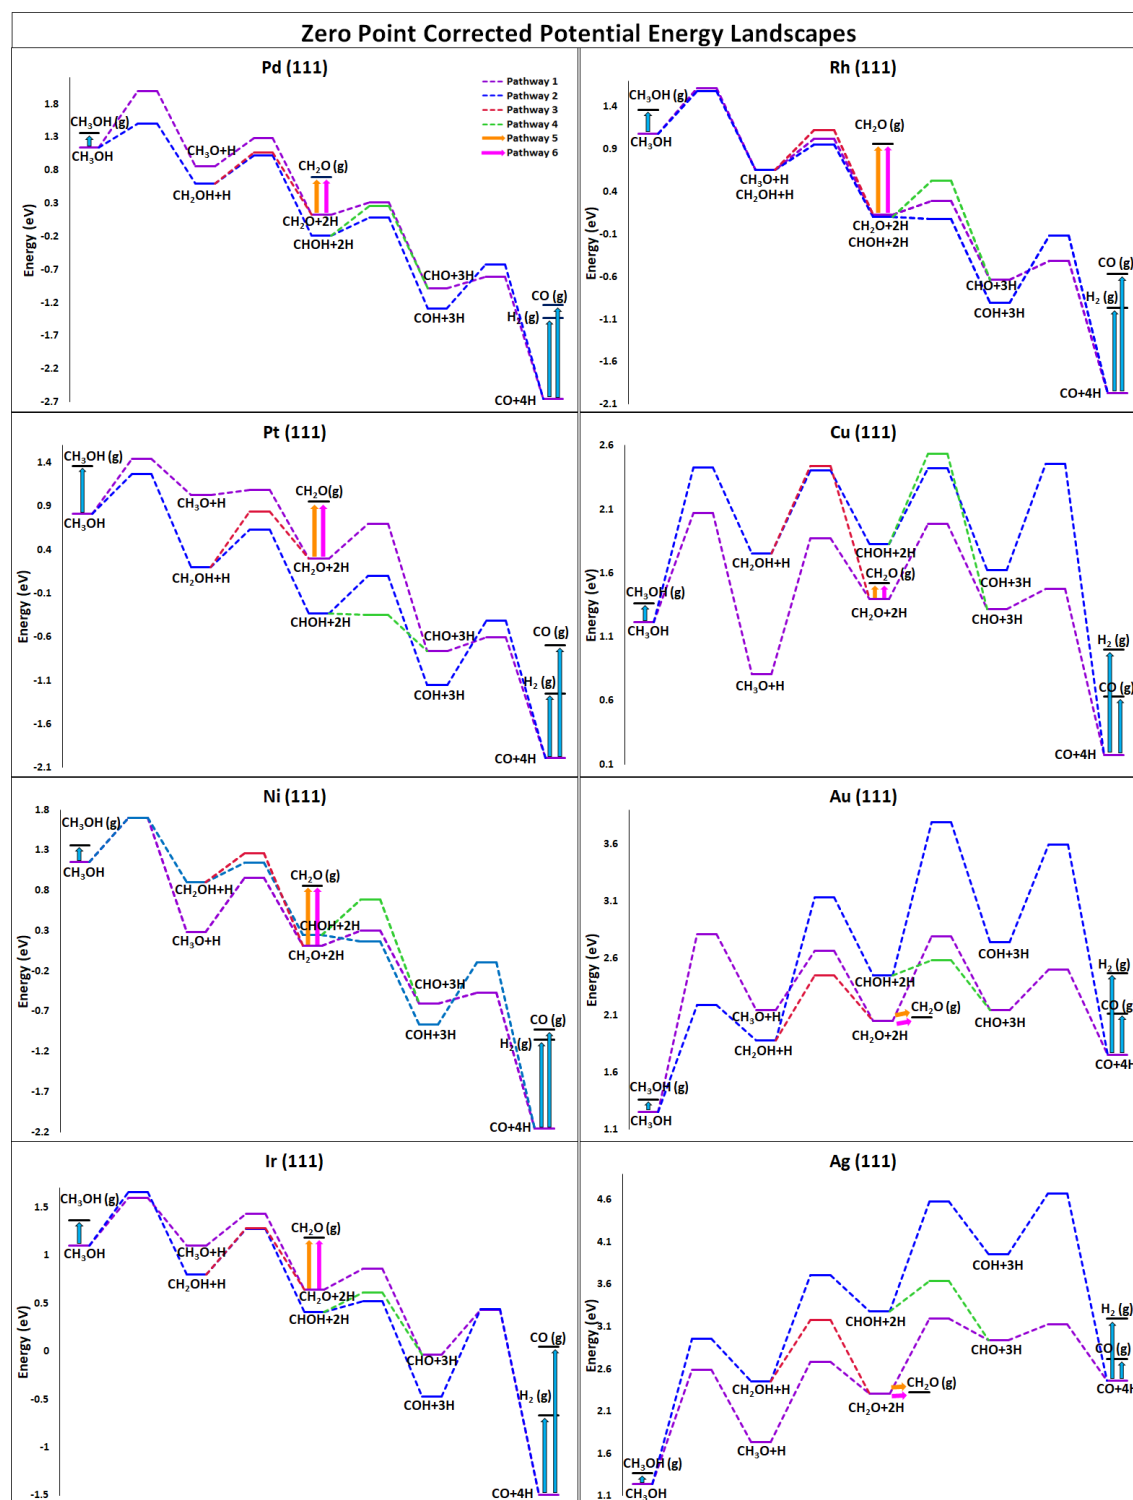 Zero Point Corrected Potential Energy Landscapes
Pd (111)
Energy (eV)
1.8
1.3
0.8
0.3
-0.2
-0.7
-1.2
-1.7
-2.2
-2.7
Pathway 1
Pathway 2
Pathway 3
Pathway 4
Pathway 5
Pathway 6
CH₃OH (g)
CH₃OH
CH₃O+H
CH₂OH+H
CH₂O (g)
CH₂O+2H
CHOH+2H
CHO+3H
COH+3H
CO (g)
H₂ (g)
CO+4H
Rh (111)
Energy (eV)
1.4
0.9
0.4
-0.1
-0.6
-1.1
-1.6
-2.1
CH₃OH (g)
CH₃OH
CH₃O+H
CH₂OH+H
CH₂O (g)
CH₂O+2H
CHOH+2H
CHO+3H
COH+3H
CO (g)
H₂ (g)
CO+4H
Pt (111)
Energy (eV)
1.4
0.9
0.4
-0.1
-0.6
-1.1
-1.6
-2.1
CH₃OH (g)
CH₃OH
CH₃O+H
CH₂OH+H
CH₂O(g)
CH₂O+2H
CHOH+2H
CHO+3H
COH+3H
CO (g)
H₂ (g)
CO+4H
Cu (111)
Energy (eV)
2.6
2.1
1.6
1.1
0.6
0.1
CH₃OH (g)
CH₃OH
CH₂OH+H
CH₃O+H
CHOH+2H
CH₂O (g)
CH₂O+2H
COH+3H
CHO+3H
H₂ (g)
CO (g)
CO+4H
Ni (111)
Energy (eV)
1.8
1.3
0.8
0.3
-0.2
-0.7
-1.2
-1.7
-2.2
CH₃OH (g)
CH₃OH
CH₂OH+H
CH₃O+H
CH₂O (g)
CHOH+2H
CH₂O+2H
CHO+3H
COH+3H
CO (g)
H₂ (g)
CO+4H
Au (111)
Energy (eV)
3.6
3.1
2.6
2.1
1.6
1.1
CH₃OH (g)
CH₃OH
CH₃O+H
CH₂OH+H
CHOH+2H
CH₂O (g)
CH₂O+2H
COH+3H
CHO+3H
H₂ (g)
CO (g)
CO+4H
Ir (111)
Energy (eV)
1.5
1
0.5
0
-0.5
-1
-1.5
CH₃OH (g)
CH₃OH
CH₃O+H
CH₂OH+H
CH₂O (g)
CH₂O+2H
CHOH+2H
CHO+3H
COH+3H
CO (g)
H₂ (g)
CO+4H
Ag (111)
Energy (eV)
4.6
4.1
3.6
3.1
2.6
2.1
1.6
1.1
CH₃OH (g)
CH₃OH
CH₂OH+H
CH₃O+H
CHOH+2H
CH₂O (g)
CH₂O+2H
COH+3H
CHO+3H
H₂ (g)
CO (g)
CO+4H